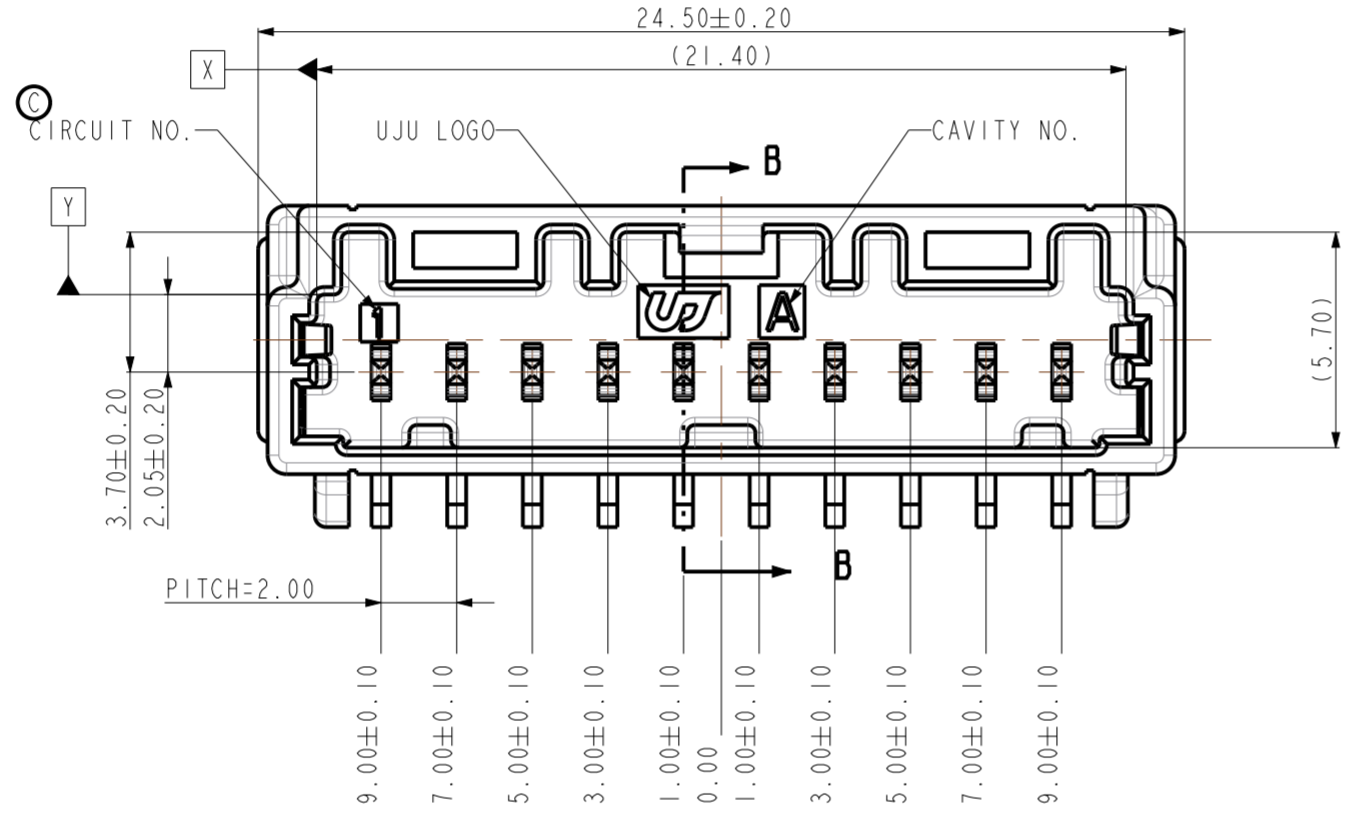 24.50±0.20
(21.40)
X
C
CIRCUIT NO.
UJU LOGO
CAVITY NO.
B
Y
1
UJ
A
3.70±0.20
2.05±0.20
(5.70)
B
PITCH=2.00
9.00±0.10
7.00±0.10
5.00±0.10
3.00±0.10
1.00±0.10
0.00
1.00±0.10
3.00±0.10
5.00±0.10
7.00±0.10
9.00±0.10